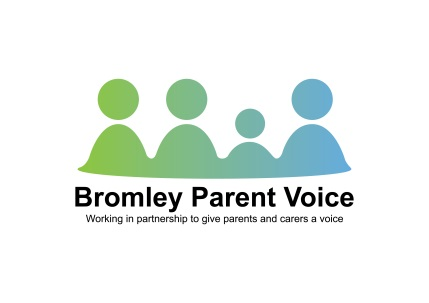 Bromley Parent Voice
Working in partnership to give parents and carers a voice